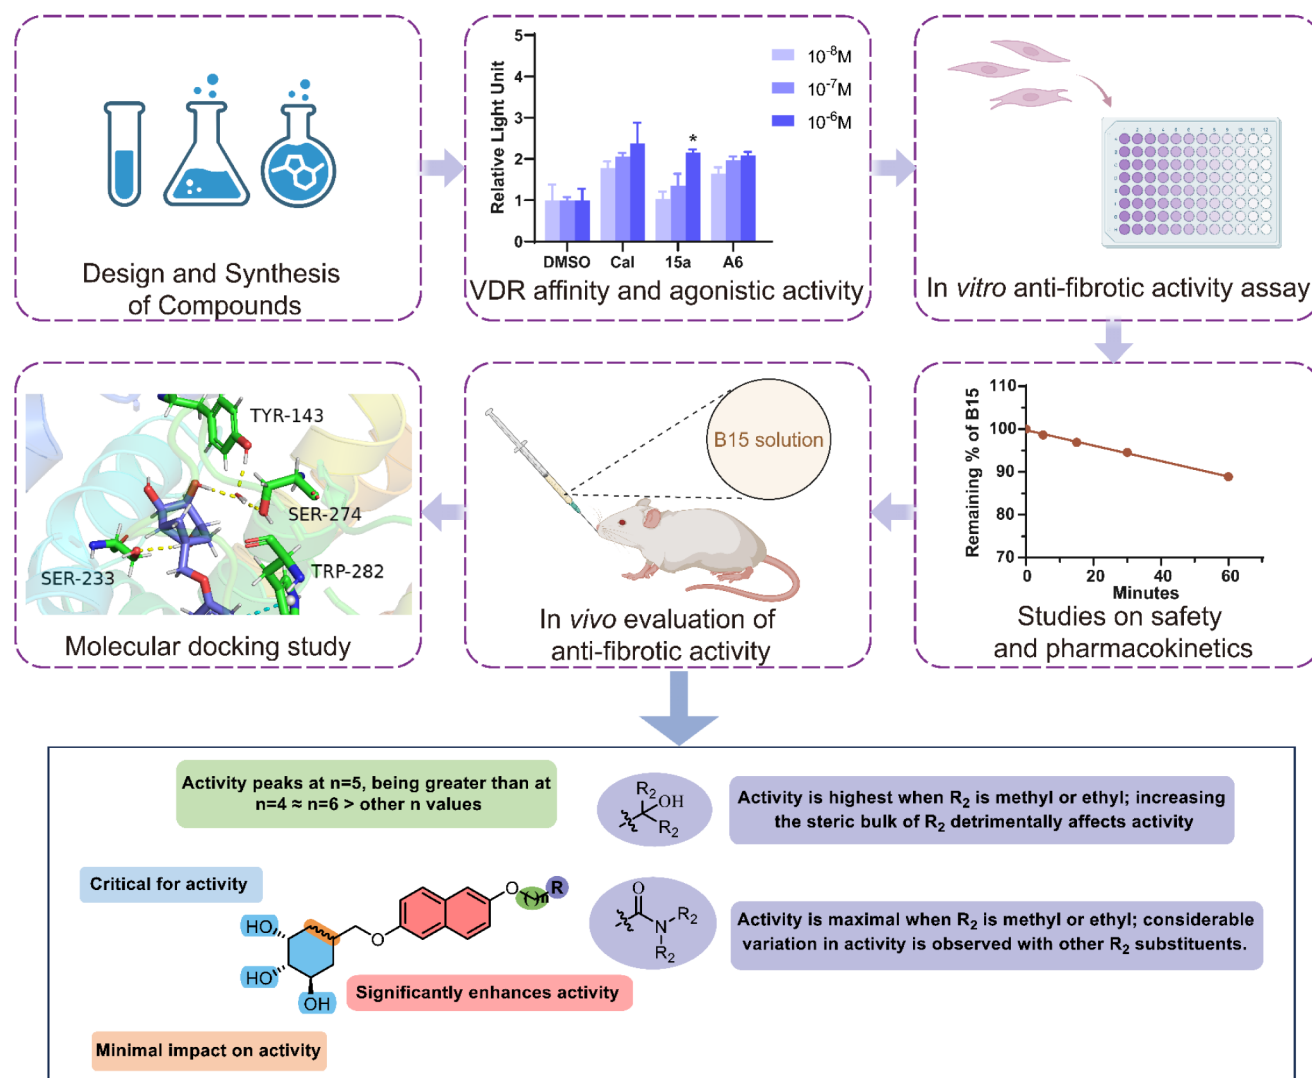 Design and Synthesis
of Compounds
Relative Light Unit
5
4
3
2
1
0
10⁻⁸M
10⁻⁷M
10⁻⁶M
*
DMSO Cal 15a A6
VDR affinity and agonistic activity
In vitro anti-fibrotic activity assay
TYR-143
SER-274
SER-233
TRP-282
Molecular docking study
B15 solution
In vivo evaluation of
anti-fibrotic activity
Remaining % of B15
110
100
90
80
70
0 20 40 60
Minutes
Studies on safety
and pharmacokinetics
Activity peaks at n=5, being greater than at
n=4 ≈ n=6 > other n values
R₂
OH
R₂
Activity is highest when R₂ is methyl or ethyl; increasing
the steric bulk of R₂ detrimentally affects activity
Critical for activity
HO
HO
OH
O
O
( )n
R
O
N
R₂
R₂
Activity is maximal when R₂ is methyl or ethyl; considerable
variation in activity is observed with other R₂ substituents.
Significantly enhances activity
Minimal impact on activity